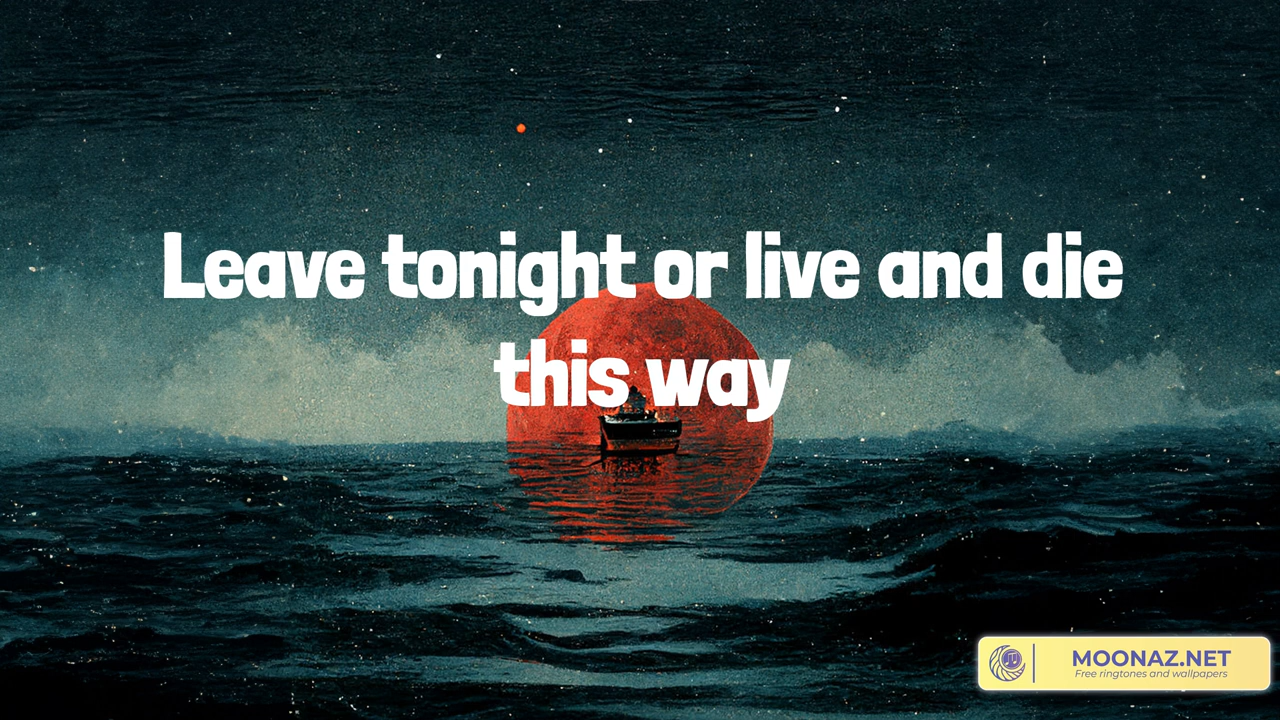 Leave tonight or live and die
this way
MOONAZ.NET
Free ringtones and wallpapers